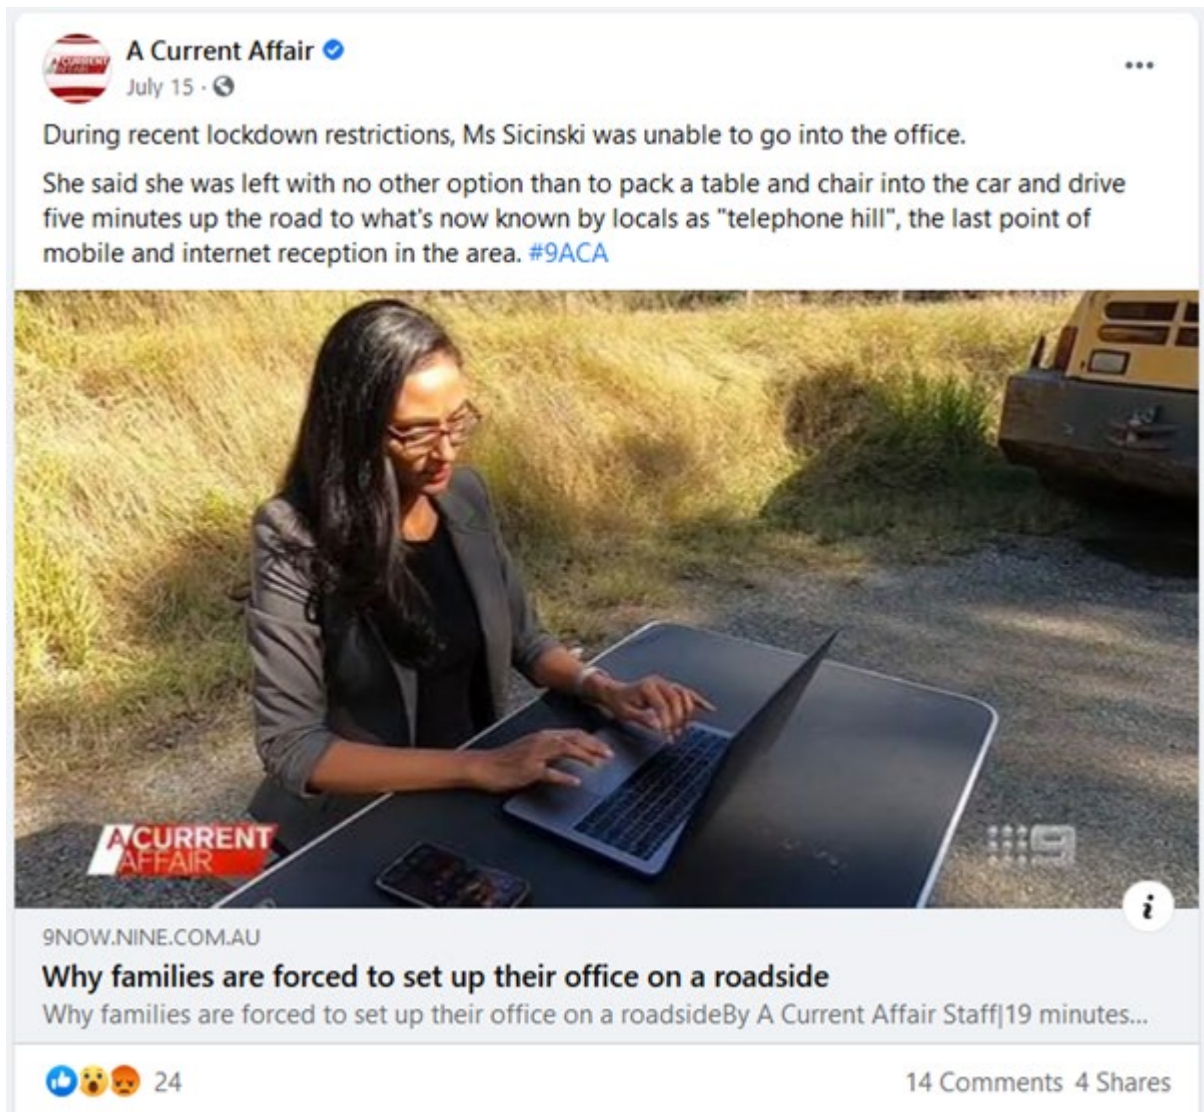 A Current Affair
July 15 ·
During recent lockdown restrictions, Ms Sicinski was unable to go into the office.
She said she was left with no other option than to pack a table and chair into the car and drive
five minutes up the road to what's now known by locals as "telephone hill", the last point of
mobile and internet reception in the area. #9ACA
A CURRENT
AFFAIR
9
9NOW.NINE.COM.AU
Why families are forced to set up their office on a roadside
Why families are forced to set up their office on a roadsideBy A Current Affair Staff|19 minutes...
24
14 Comments 4 Shares